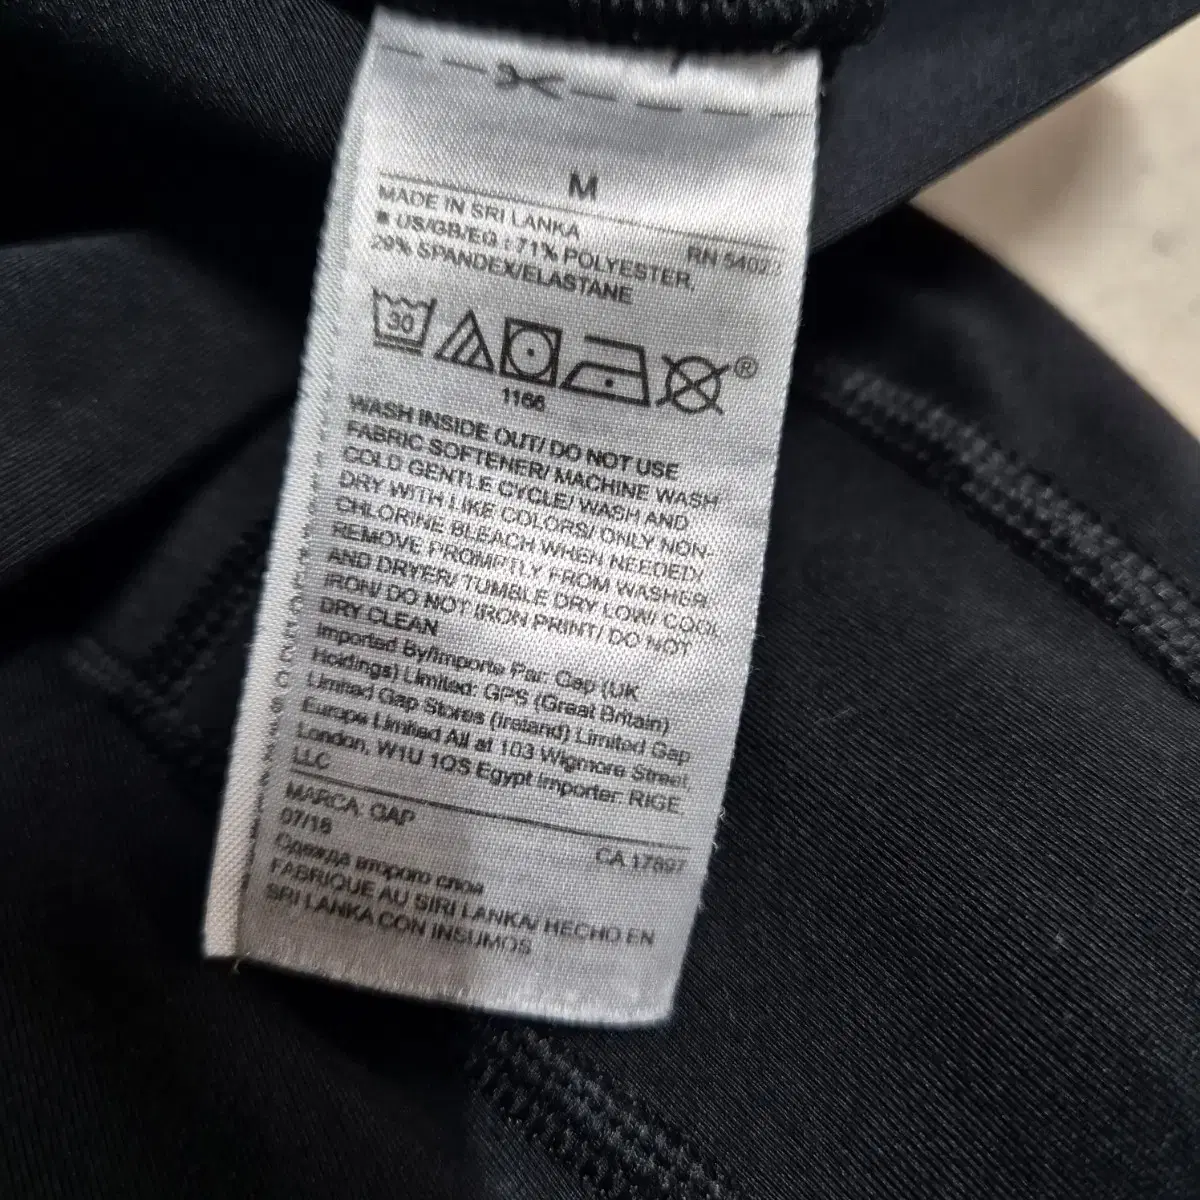 M
MADE IN SRI LANKA
RN 54023
US/GB/EG : 71% POLYESTER,
29% SPANDEX/ELASTANE
30
®
1166
WASH INSIDE OUT/ DO NOT USE
FABRIC SOFTENER/ MACHINE WASH
COLD GENTLE CYCLE/ WASH AND
DRY WITH LIKE COLORS/ ONLY NON-
CHLORINE BLEACH WHEN NEEDED/
REMOVE PROMPTLY FROM WASHER
AND DRYER/ TUMBLE DRY LOW/ COOL
IRON/ DO NOT IRON PRINT/ DO NOT
DRY CLEAN
Imported By/Importe Par: Gap (UK
Holdings) Limited: GPS (Great Britain)
Limited Gap Stores (Ireland) Limited Gap
Europe Limited All at 103 Wigmore Street,
London, W1U 1QS Egypt Importer: RIGE,
LLC
MARCA, GAP
07/16
CA 17897
Одежда второго слоя
FABRIQUE AU SIRI LANKA/ HECHO EN
SRI LANKA CON INSUMOS